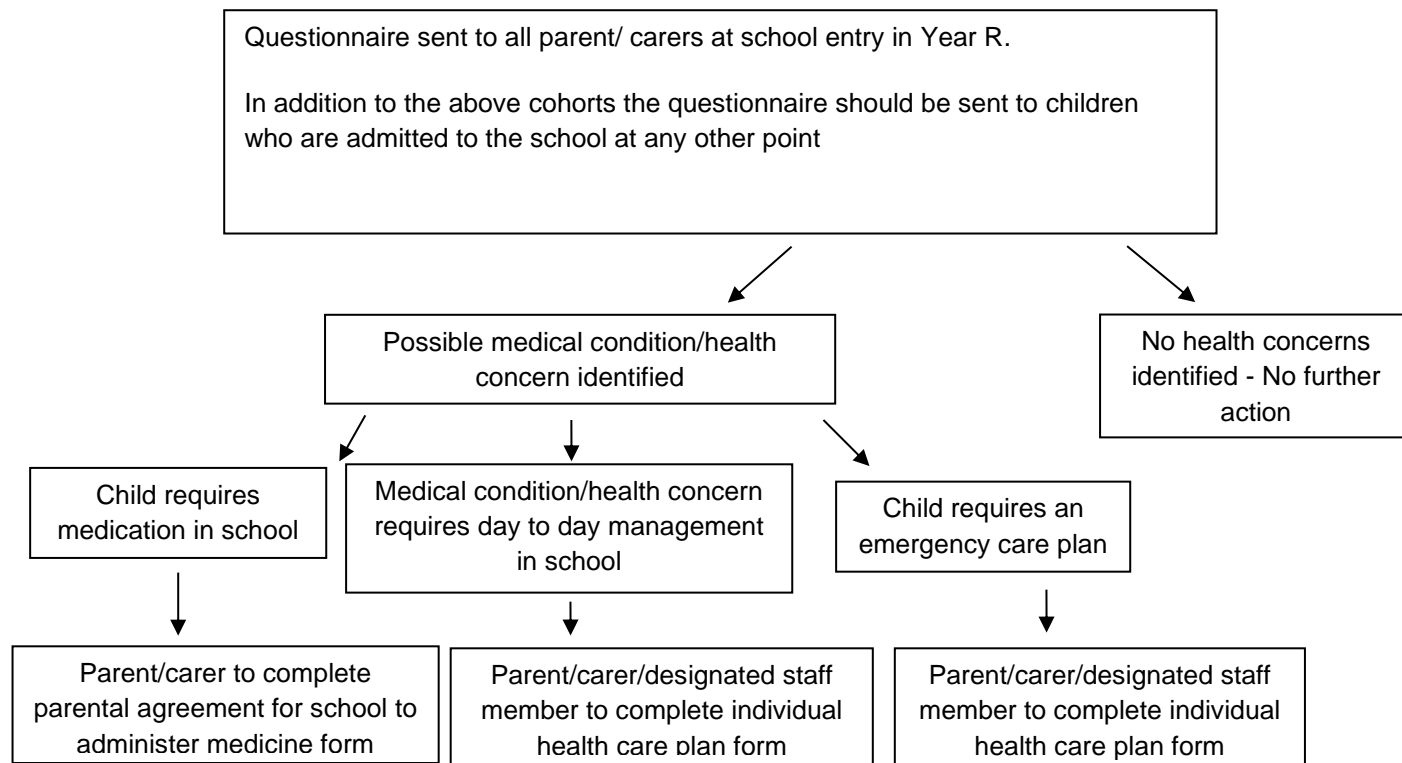 Questionnaire sent to all parent/ carers at school entry in Year R.
In addition to the above cohorts the questionnaire should be sent to children
who are admitted to the school at any other point
Possible medical condition/health
concern identified
No health concerns
identified - No further
action
Child requires
medication in school
Medical condition/health concern
requires day to day management
in school
Child requires an
emergency care plan
Parent/carer to complete
parental agreement for school to
administer medicine form
Parent/carer/designated staff
member to complete individual
health care plan form
Parent/carer/designated staff
member to complete individual
health care plan form